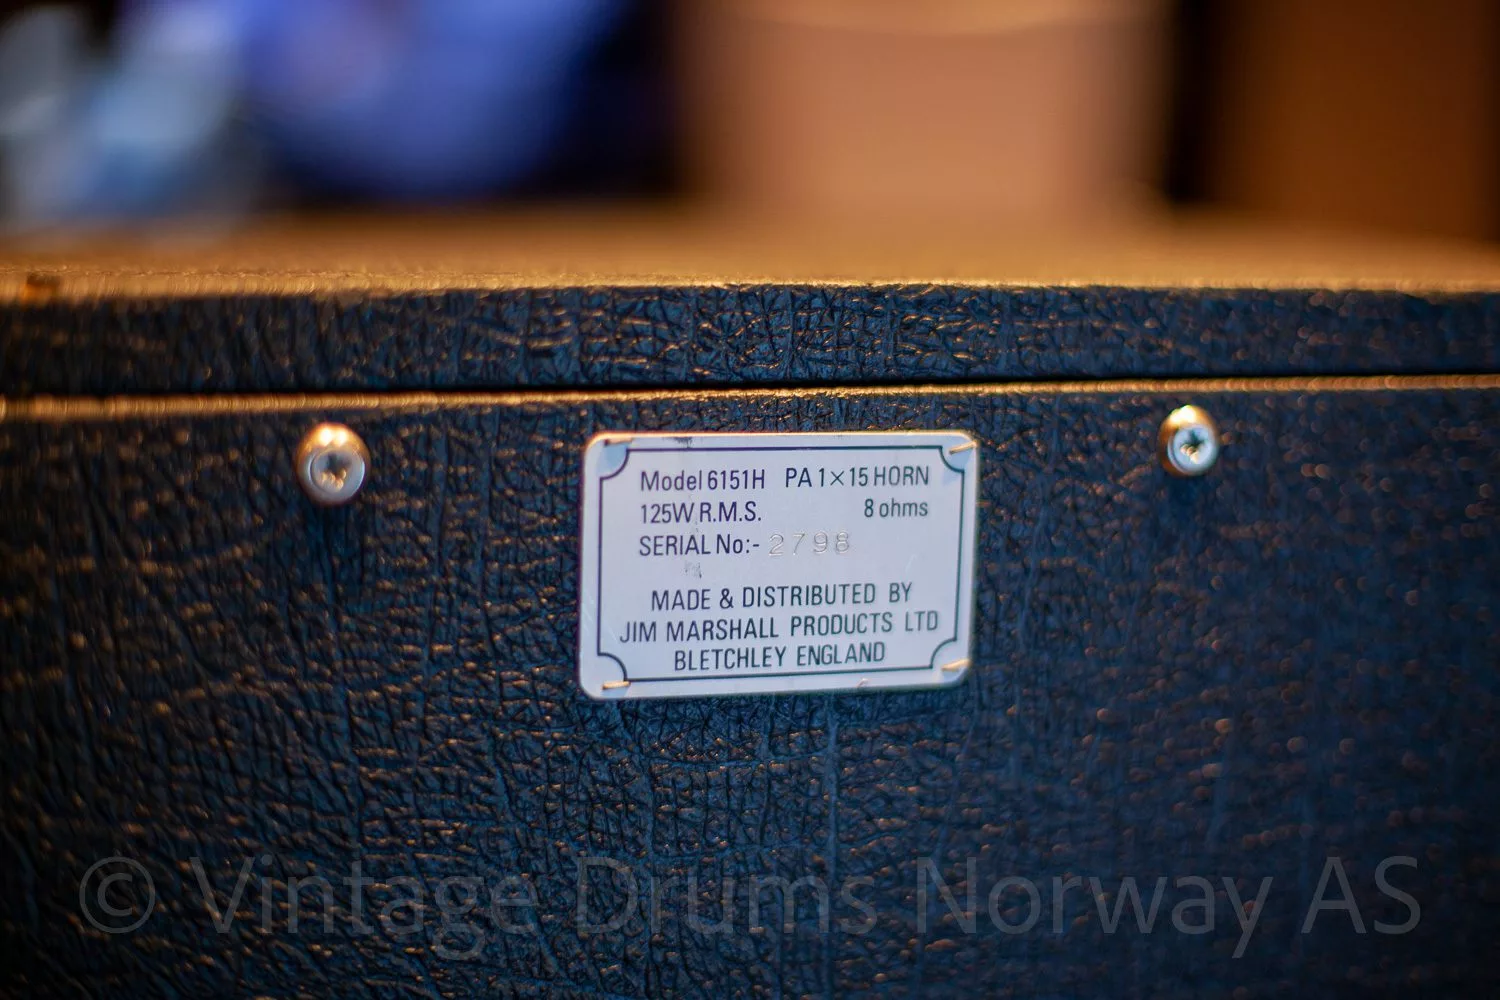 Model 6151H PA 1×15 HORN
125W R.M.S. 8 ohms
SERIAL No:- 2798
MADE & DISTRIBUTED BY
JIM MARSHALL PRODUCTS LTD
BLETCHLEY ENGLAND
© Vintage Drums Norway AS